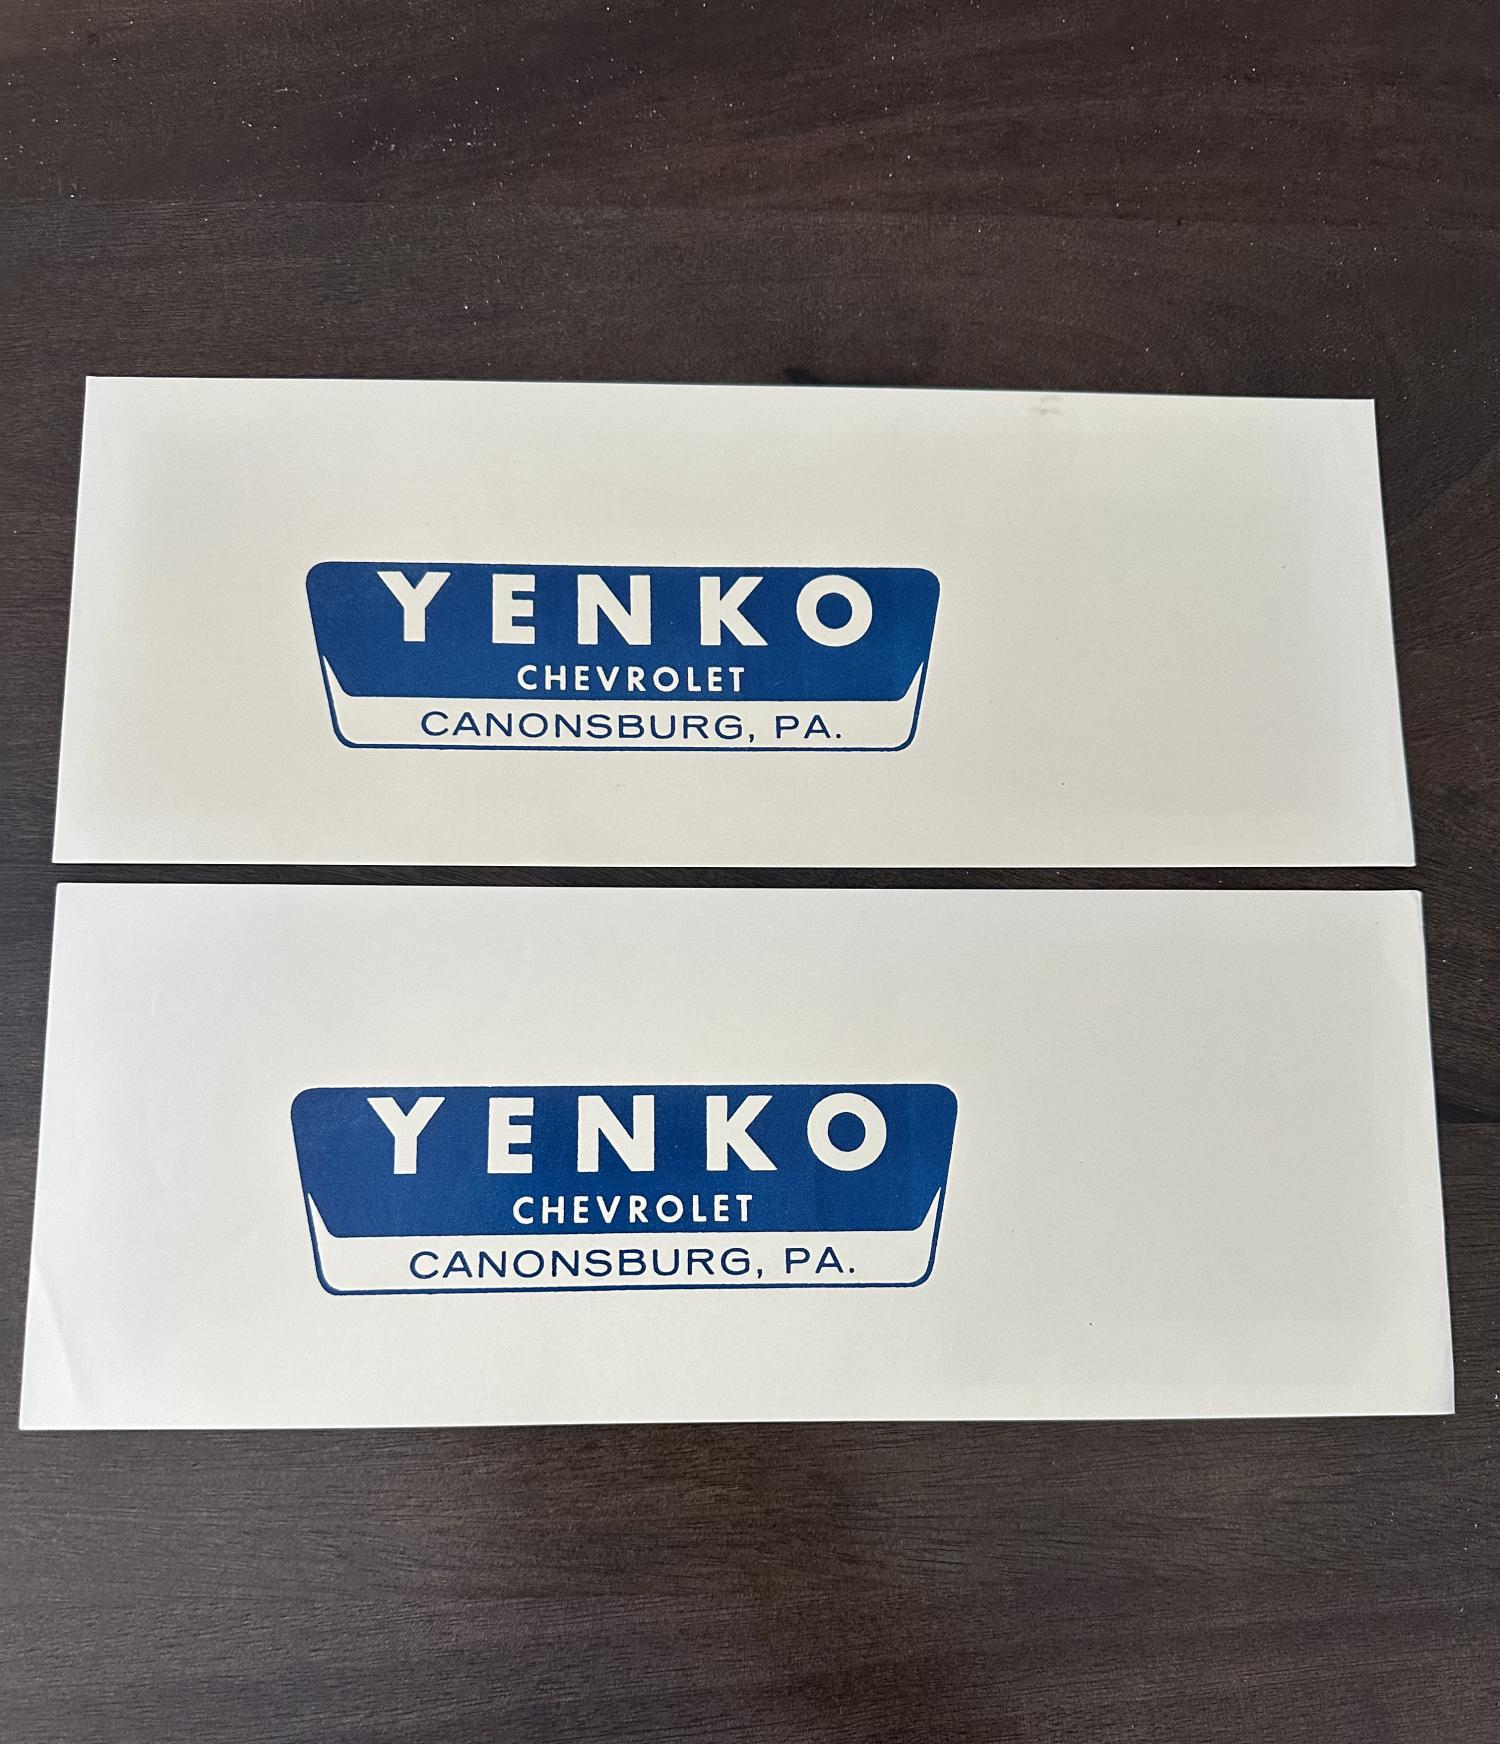 YENKO
CHEVROLET
CANONSBURG, PA.
YENKO
CHEVROLET
CANONSBURG, PA.